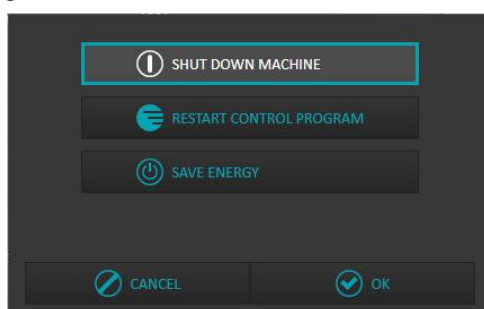 SHUT DOWN MACHINE
RESTART CONTROL PROGRAM
SAVE ENERGY
CANCEL
OK